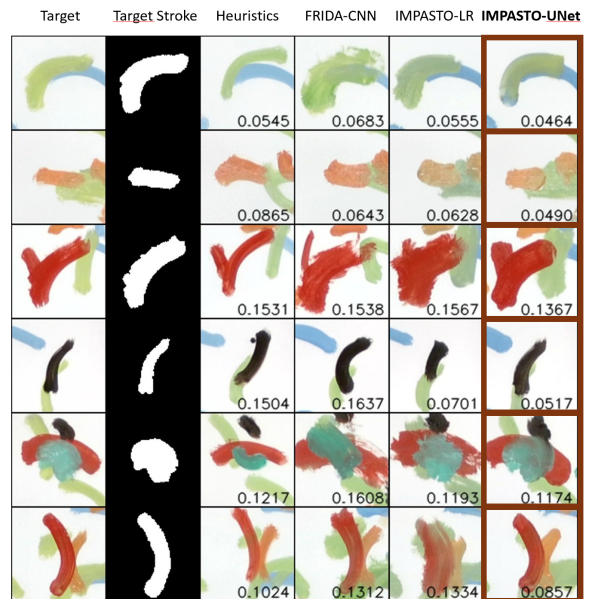 Target Target Stroke Heuristics FRIDA-CNN IMPASTO-LR IMPASTO-UNet
0.0545 0.0683 0.0555 0.0464
0.0865 0.0643 0.0628 0.0490
0.1531 0.1538 0.1567 0.1367
0.1504 0.1637 0.0701 0.0517
0.1217 0.1608 0.1193 0.1174
0.1024 0.1312 0.1334 0.0857